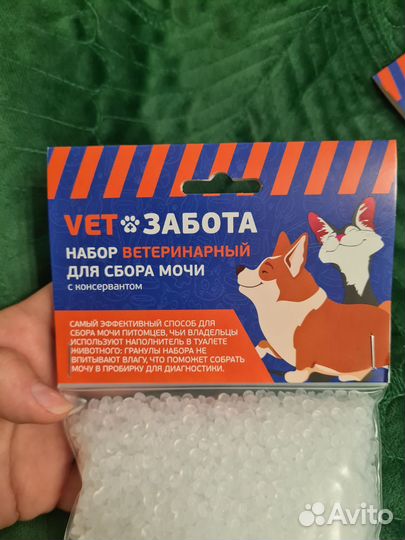 VET ЗАБОТА
НАБОР ВЕТЕРИНАРНЫЙ
ДЛЯ СБОРА МОЧИ
с консервантом
САМЫЙ ЭФФЕКТИВНЫЙ СПОСОБ ДЛЯ
СБОРА МОЧИ ПИТОМЦЕВ, ЧЬИ ВЛАДЕЛЬЦЫ
ИСПОЛЬЗУЮТ НАПОЛНИТЕЛЬ В ТУАЛЕТЕ
ЖИВОТНОГО: ГРАНУЛЫ НАБОРА НЕ
ВПИТЫВАЮТ ВЛАГУ, ЧТО ПОМОЖЕТ СОБРАТЬ
МОЧУ В ПРОБИРКУ ДЛЯ ДИАГНОСТИКИ.
Avito